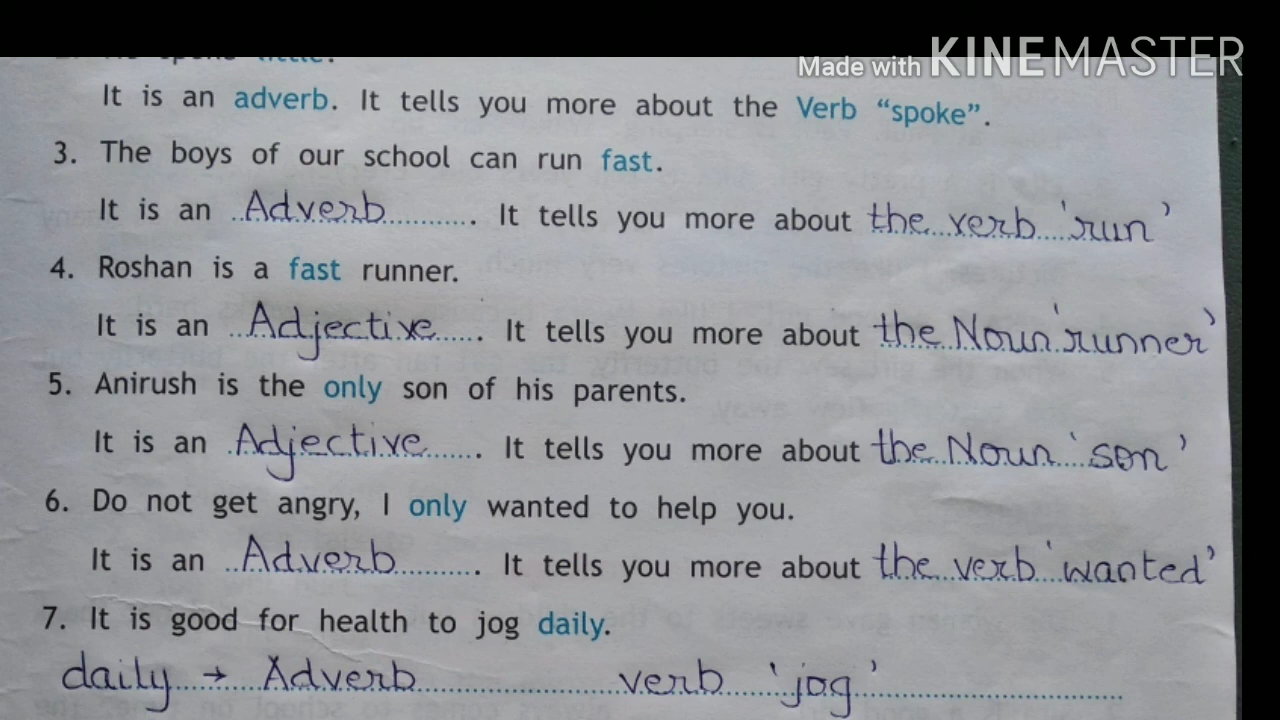 Made with KINEMASTER
little.
It is an adverb. It tells you more about the Verb “spoke”.
3. The boys of our school can run fast.
It is an Adverb. It tells you more about the verb 'run'
4. Roshan is a fast runner.
It is an Adjective. It tells you more about the Noun 'runner'
5. Anirush is the only son of his parents.
It is an Adjective. It tells you more about the Noun 'son'
6. Do not get angry, I only wanted to help you.
It is an Adverb. It tells you more about the verb 'wanted'
7. It is good for health to jog daily.
daily → Adverb verb 'jog'